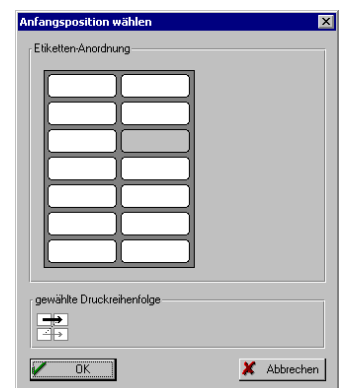 Anfangsposition wählen
Etiketten-Anordnung
gewählte Druckreihenfolge
OK
Abbrechen